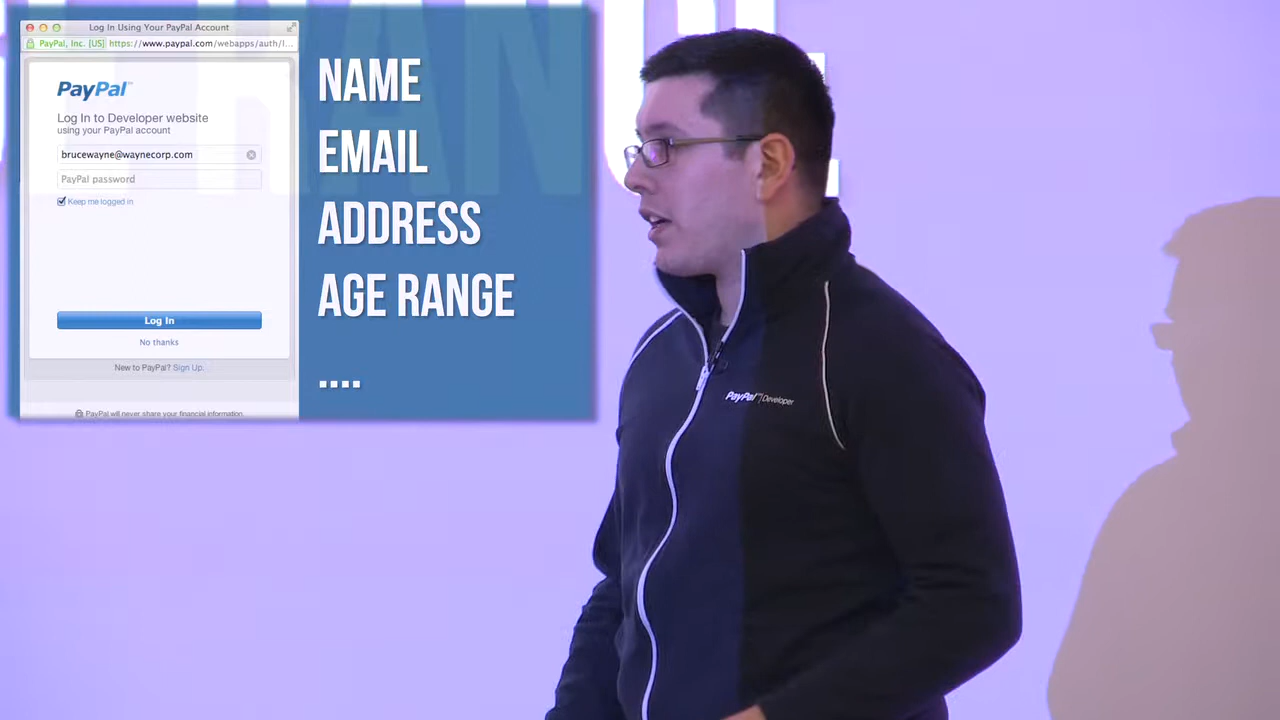 Log In Using Your PayPal Account
PayPal, Inc. [US] https://www.paypal.com/webapps/auth/l...
PayPal™
Log In to Developer website
using your PayPal account
brucewayne@waynecorp.com
PayPal password
Keep me logged in
Log In
No thanks
New to PayPal? Sign Up.
PayPal will never share your financial information.
NAME
EMAIL
ADDRESS
AGE RANGE
....
PayPal™ | Developer